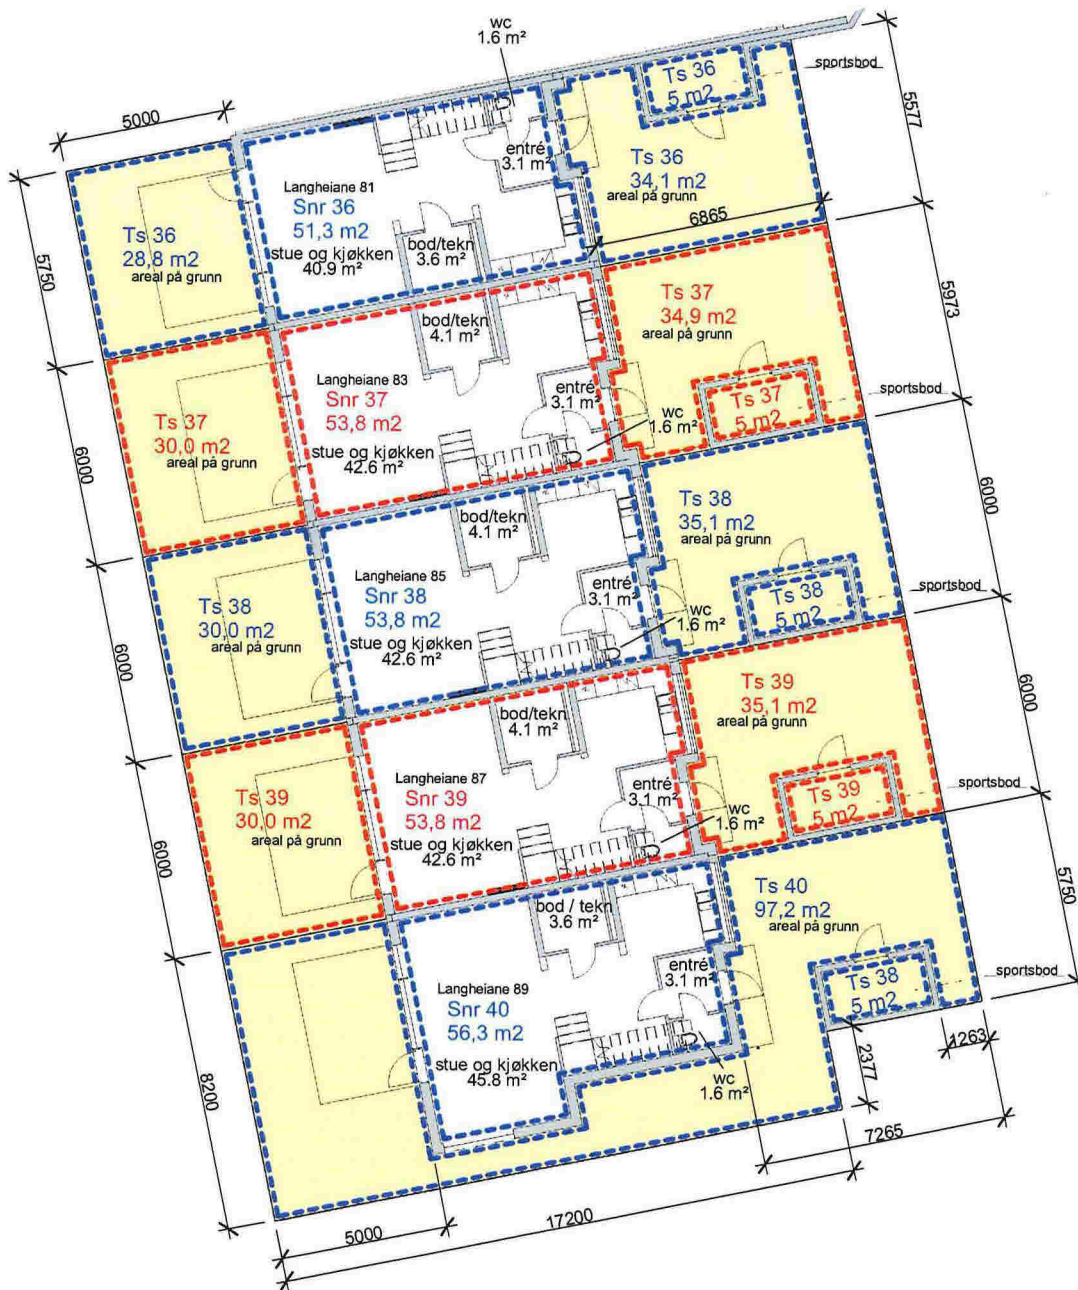 wc
1.6 m²
sportsbod
5000
5577
Ts 36
5 m2
entré
3.1 m²
Ts 36
34,1 m2
areal på grunn
6865
Langheiane 81
Snr 36
51,3 m2
stue og kjøkken
40.9 m²
bod/tekn
3.6 m²
Ts 36
28,8 m2
areal på grunn
5750
5973
Ts 37
34,9 m2
areal på grunn
bod/tekn
4.1 m²
Langheiane 83
Snr 37
53,8 m2
stue og kjøkken
42.6 m²
entré
3.1 m²
wc
1.6 m²
Ts 37
5 m2
sportsbod
Ts 37
30,0 m2
areal på grunn
6000
6000
Ts 38
35,1 m2
areal på grunn
bod/tekn
4.1 m²
Langheiane 85
Snr 38
53,8 m2
stue og kjøkken
42.6 m²
entré
3.1 m²
wc
1.6 m²
Ts 38
5 m2
sportsbod
Ts 38
30,0 m2
areal på grunn
6000
6000
Ts 39
35,1 m2
areal på grunn
bod/tekn
4.1 m²
Langheiane 87
Snr 39
53,8 m2
stue og kjøkken
42.6 m²
entré
3.1 m²
wc
1.6 m²
Ts 39
5 m2
sportsbod
Ts 39
30,0 m2
areal på grunn
6000
5750
Ts 40
97,2 m2
areal på grunn
bod / tekn
3.6 m²
Langheiane 89
Snr 40
56,3 m2
stue og kjøkken
45.8 m²
entré
3.1 m²
wc
1.6 m²
Ts 38
5 m2
sportsbod
8200
1263
2377
7265
17200
5000